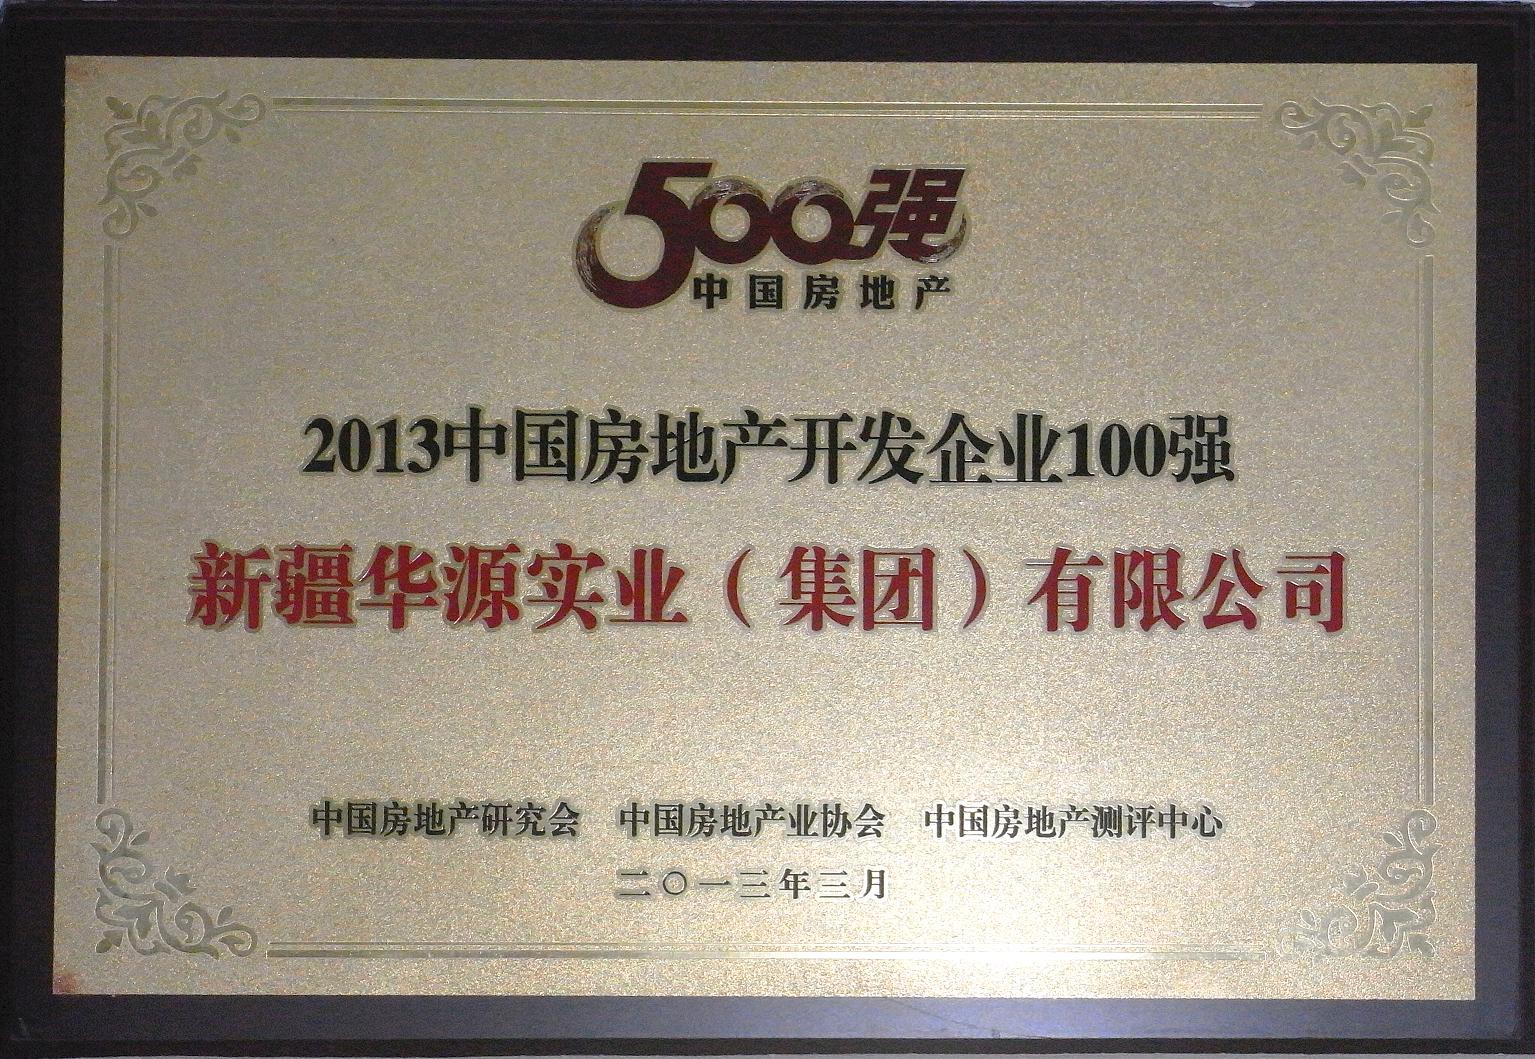 500强
中国房地产
2013中国房地产开发企业100强
新疆华源实业（集团）有限公司
中国房地产研究会 中国房地产业协会 中国房地产测评中心
二〇一三年三月